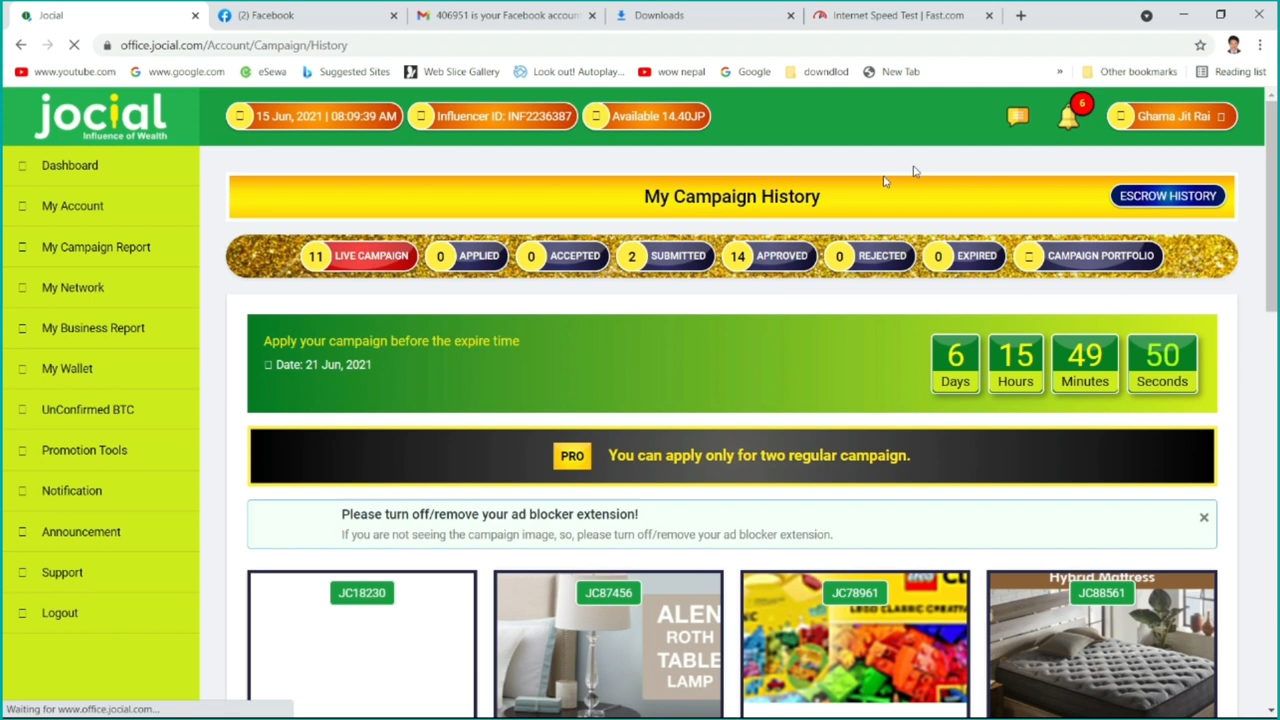 Jocial
(2) Facebook
406951 is your Facebook accoun
Downloads
Internet Speed Test | Fast.com
office.jocial.com/Account/Campaign/History
www.youtube.com
www.google.com
eSewa
Suggested Sites
Web Slice Gallery
Look out! Autoplay...
wow nepal
Google
downdlod
New Tab
»
Other bookmarks
Reading list
jocial
Influence of Wealth
15 Jun, 2021 | 08:09:39 AM
Influencer ID: INF2236387
Available 14.40JP
6
Ghama Jit Rai
Dashboard
My Account
My Campaign Report
My Network
My Business Report
My Wallet
UnConfirmed BTC
Promotion Tools
Notification
Announcement
Support
Logout
My Campaign History
ESCROW HISTORY
11 LIVE CAMPAIGN
0 APPLIED
0 ACCEPTED
2 SUBMITTED
14 APPROVED
0 REJECTED
0 EXPIRED
CAMPAIGN PORTFOLIO
Apply your campaign before the expire time
Date: 21 Jun, 2021
6 15 49 50
Days Hours Minutes Seconds
PRO You can apply only for two regular campaign.
Please turn off/remove your ad blocker extension!
If you are not seeing the campaign image, so, please turn off/remove your ad blocker extension.
JC18230
JC87456
ALEN
ROTH
TABLE
LAMP
JC78961
LEGO CLASSIC CREATIV
Hybrid Mattress
JC88561
Waiting for www.office.jocial.com...